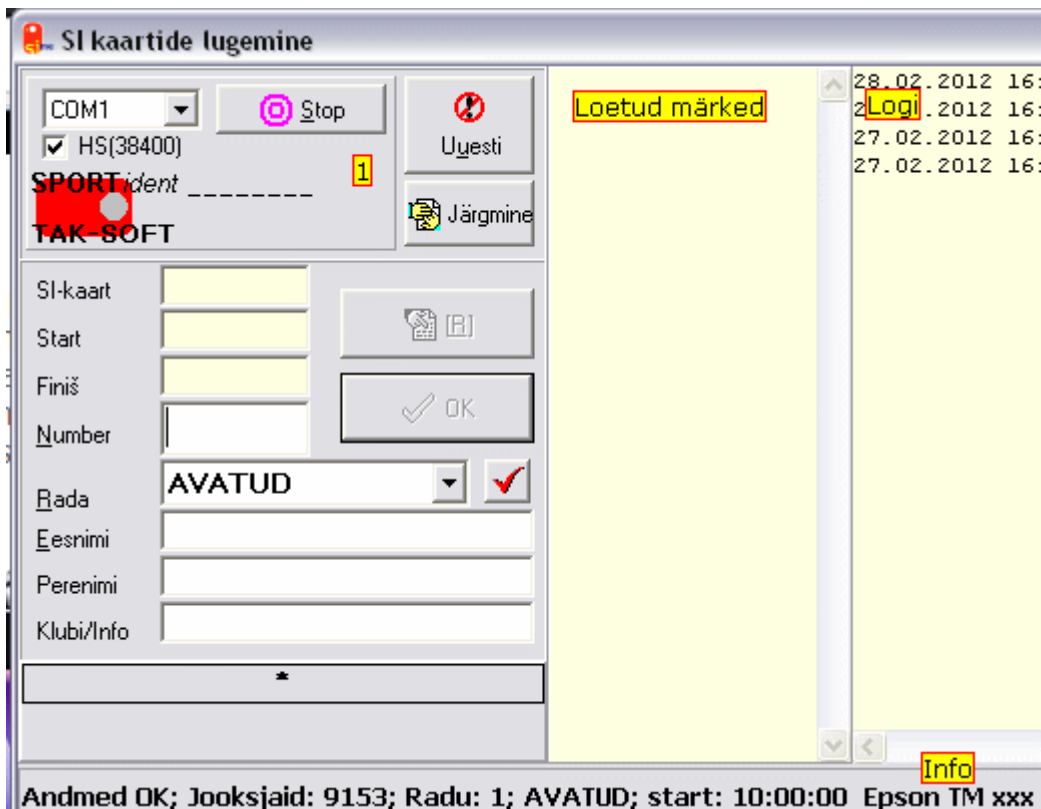 SI kaartide lugemine
COM1
Stop
HS(38400)
SPORTident _ _ _ _ _ _ _ _
1
TAK-SOFT
Uuesti
Järgmine
SI-kaart
Start
Finiš
Number
Rada
AVATUD
Eesnimi
Perenimi
Klubi/Info
[R]
OK
*
Loetud märked
28.02.2012 16:
Logi
2 .2012 16:
27.02.2012 16:
27.02.2012 16:
Info
Andmed OK; Jooksjaid: 9153; Radu: 1; AVATUD; start: 10:00:00 Epson TM xxx